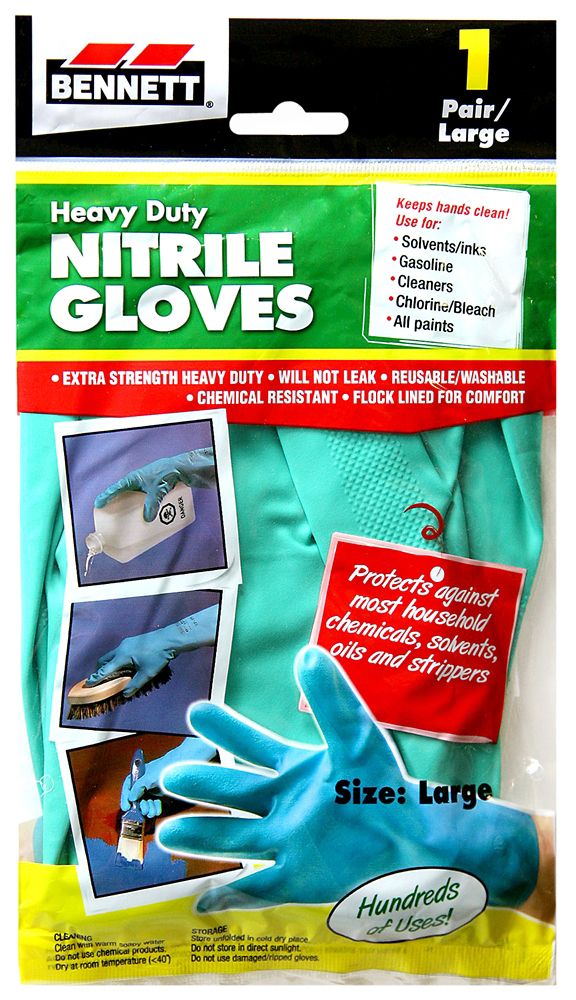 BENNETT®
1
Pair/
Large
Heavy Duty
NITRILE
GLOVES
Keeps hands clean!
Use for:
• Solvents/inks
• Gasoline
• Cleaners
• Chlorine/Bleach
• All paints
• EXTRA STRENGTH HEAVY DUTY • WILL NOT LEAK • REUSABLE/WASHABLE
• CHEMICAL RESISTANT • FLOCK LINED FOR COMFORT
DANGER
Protects against
most household
chemicals, solvents,
oils and strippers
Size: Large
Hundreds
of Uses!
CLEANING
Clean with warm soapy water
Do not use chemical products.
Dry at room temperature (<40°)
STORAGE
Store unfolded in cold dry place.
Do not store in direct sunlight.
Do not use damaged/ripped gloves.